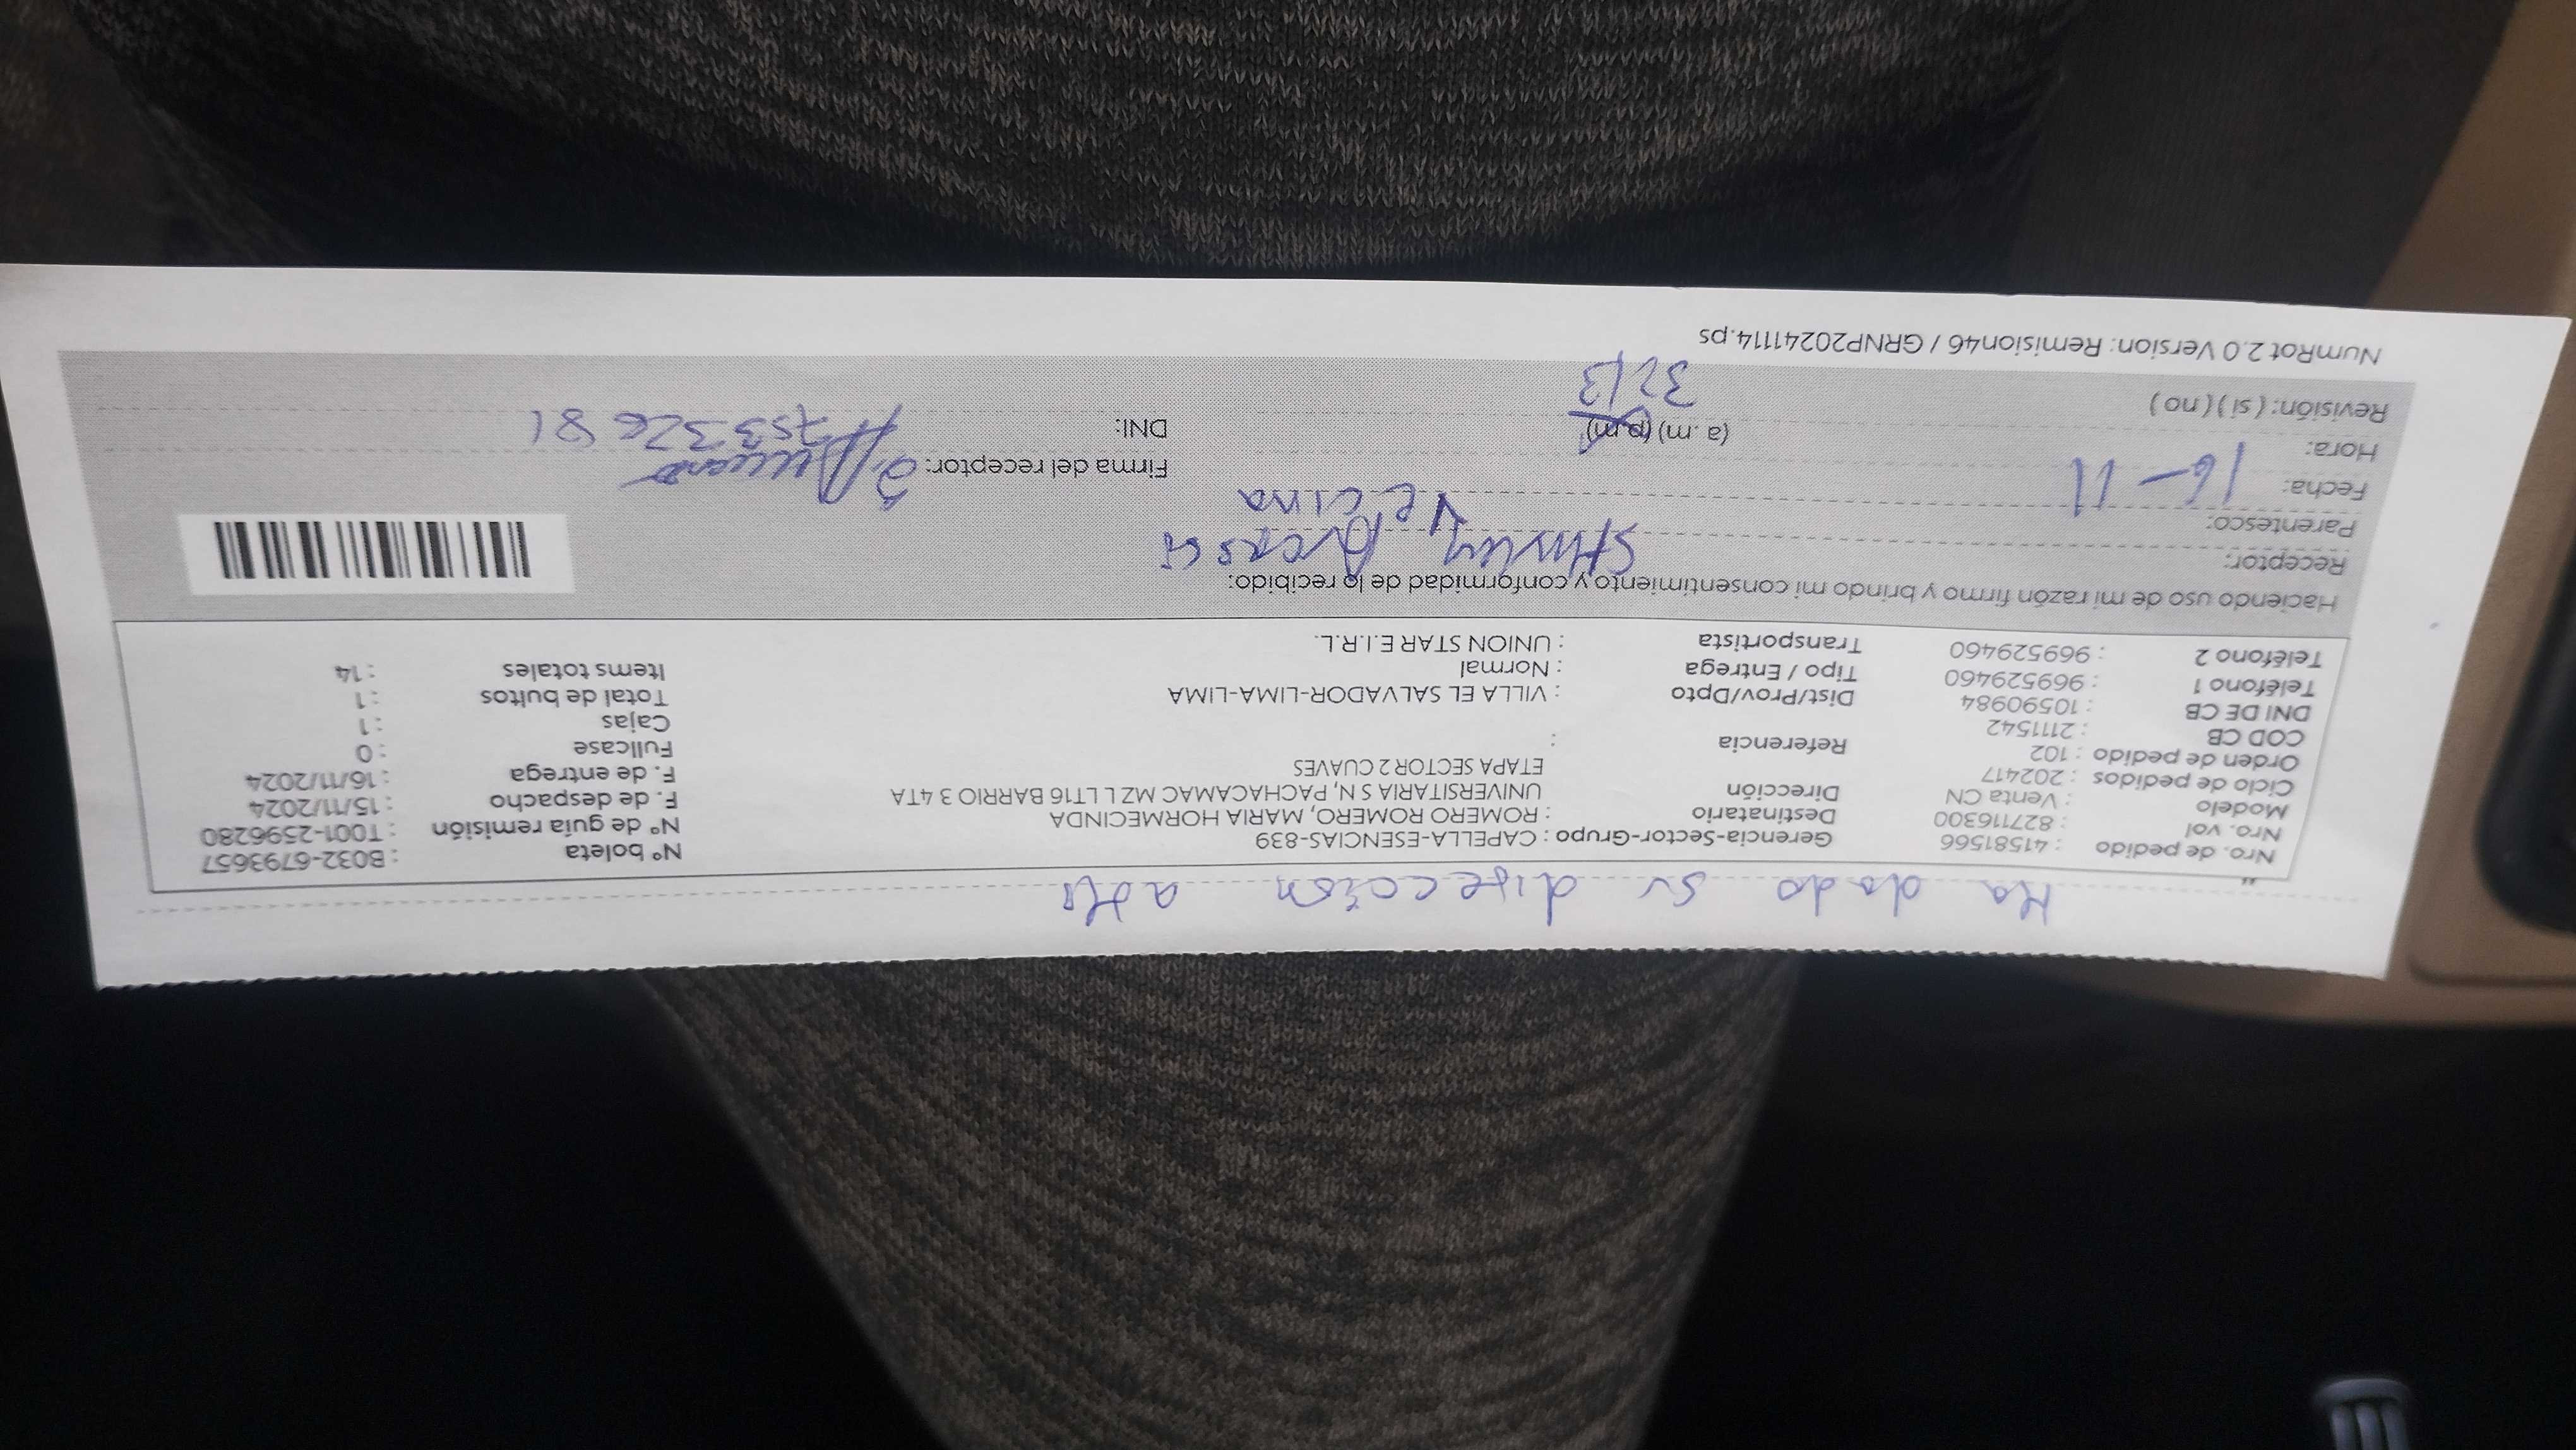 Ha dado su dirección
Nro. de pedido : 41581566
Nro. vol : 827116300
Modelo : Venta CN
Ciclo de pedidos : 202417
Orden de pedido : 102
COD CB : 2111542
DNI DE CB : 10590984
Teléfono 1 : 969529460
Teléfono 2 : 969529460
Gerencia-Sector-Grupo : CAPELLA-ESENCIAS-839
Destinatario : ROMERO ROMERO, MARIA HORMECINDA
Dirección UNIVERSITARIA S N, PACHACAMAC MZ L LT16 BARRIO 3 4TA
ETAPA SECTOR 2 CUAVES
Referencia :
Dist/Prov/Dpto : VILLA EL SALVADOR-LIMA-LIMA
Tipo / Entrega : Normal
Transportista : UNION STAR E.I.R.L.
Nº boleta : B032-6793657
Nº de guía remisión : T001-2596280
F. de despacho : 15/11/2024
F. de entrega : 16/11/2024
Fullcase : 0
Cajas : 1
Total de bultos : 1
Items totales : 14
Haciendo uso de mi razón firmo y brindo mi consentimiento y conformidad de lo recibido:
Receptor:
Parentesco: Vecina
Fecha: 16-11
Hora: (a.m) (p.m) 3213
Revisión: (si) (no)
Firma del receptor:
DNI: 75332681
NumRot 2.0 Version: Remision46 / GRNP20241114.ps